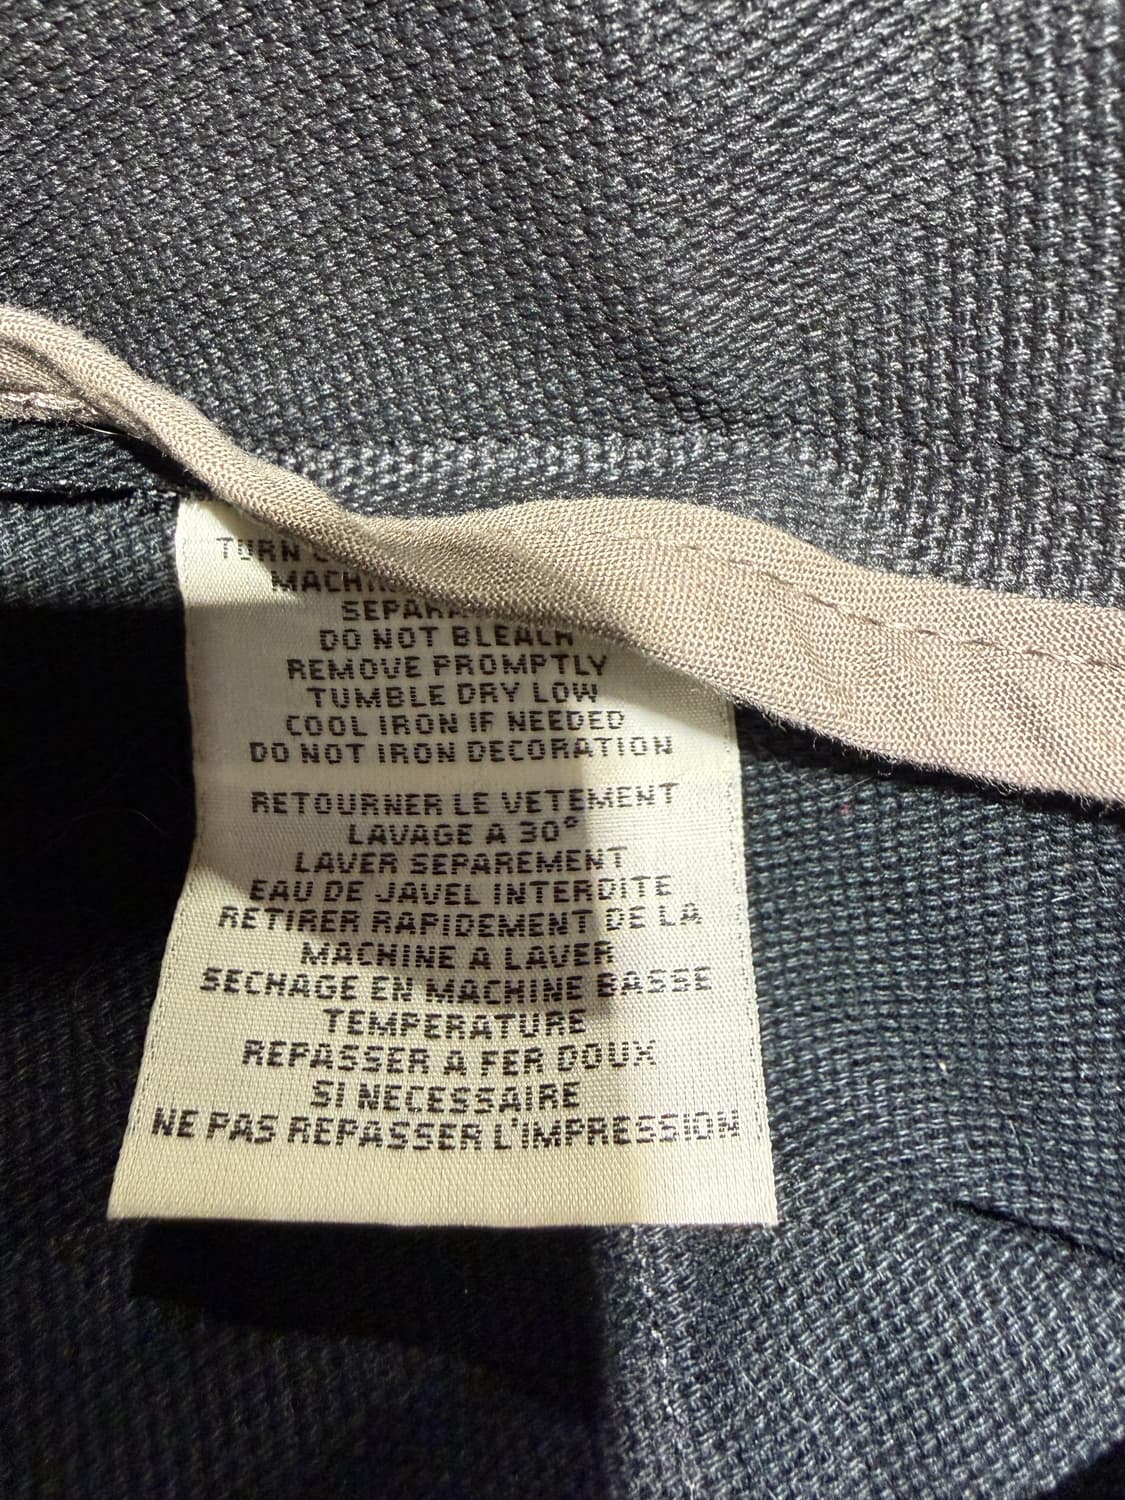 TURN
DO NOT BLEACH
REMOVE PROMPTLY
TUMBLE DRY LOW
COOL IRON IF NEEDED
DO NOT IRON DECORATION
RETOURNER LE VETEMENT
LAVAGE A 30°
LAVER SEPAREMENT
EAU DE JAVEL INTERDITE
RETIRER RAPIDEMENT DE LA
MACHINE A LAVER
SECHAGE EN MACHINE BASSE
TEMPERATURE
REPASSER A FER DOUX
SI NECESSAIRE
NE PAS REPASSER L'IMPRESSION